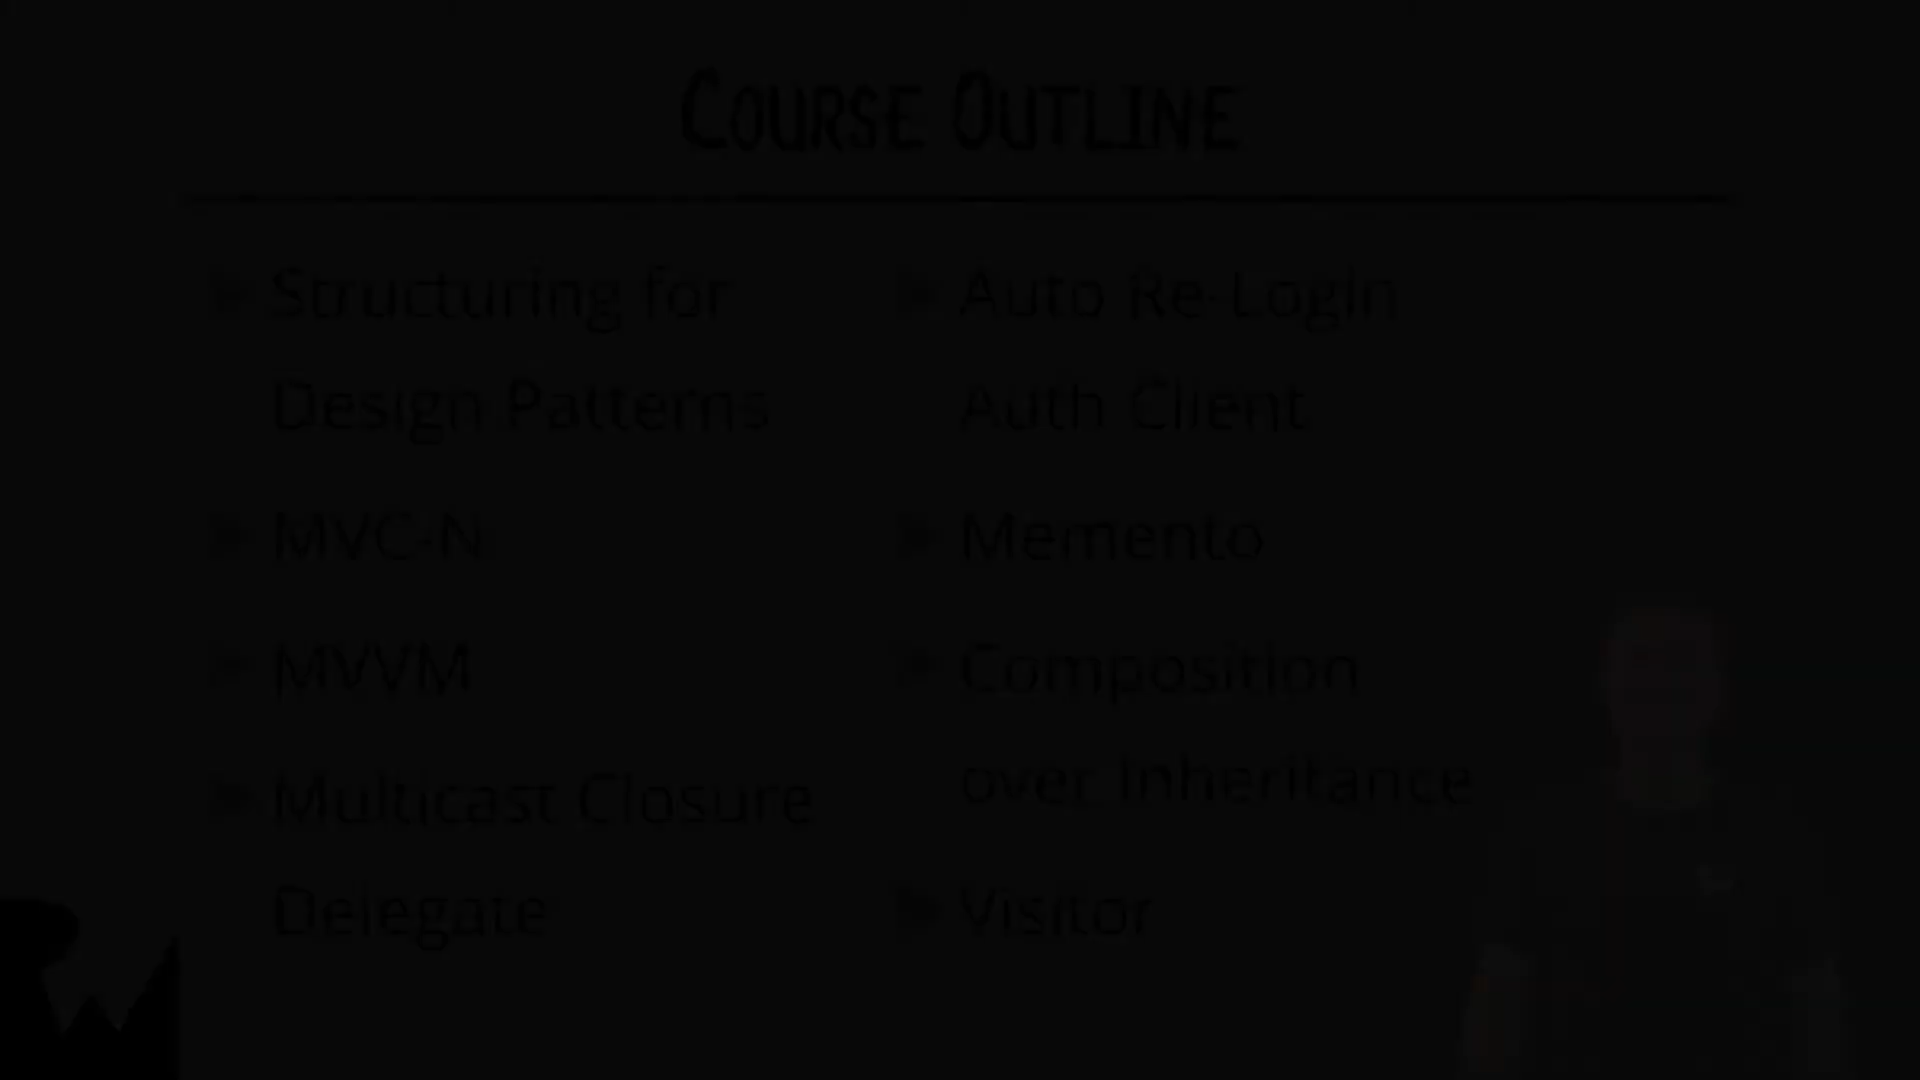 COURSE OUTLINE
Structuring for
Design Patterns
MVC-N
MVVM
Multicast Closure
Delegate
Auto Re-Login
Auth Client
Memento
Composition
over Inheritance
Visitor